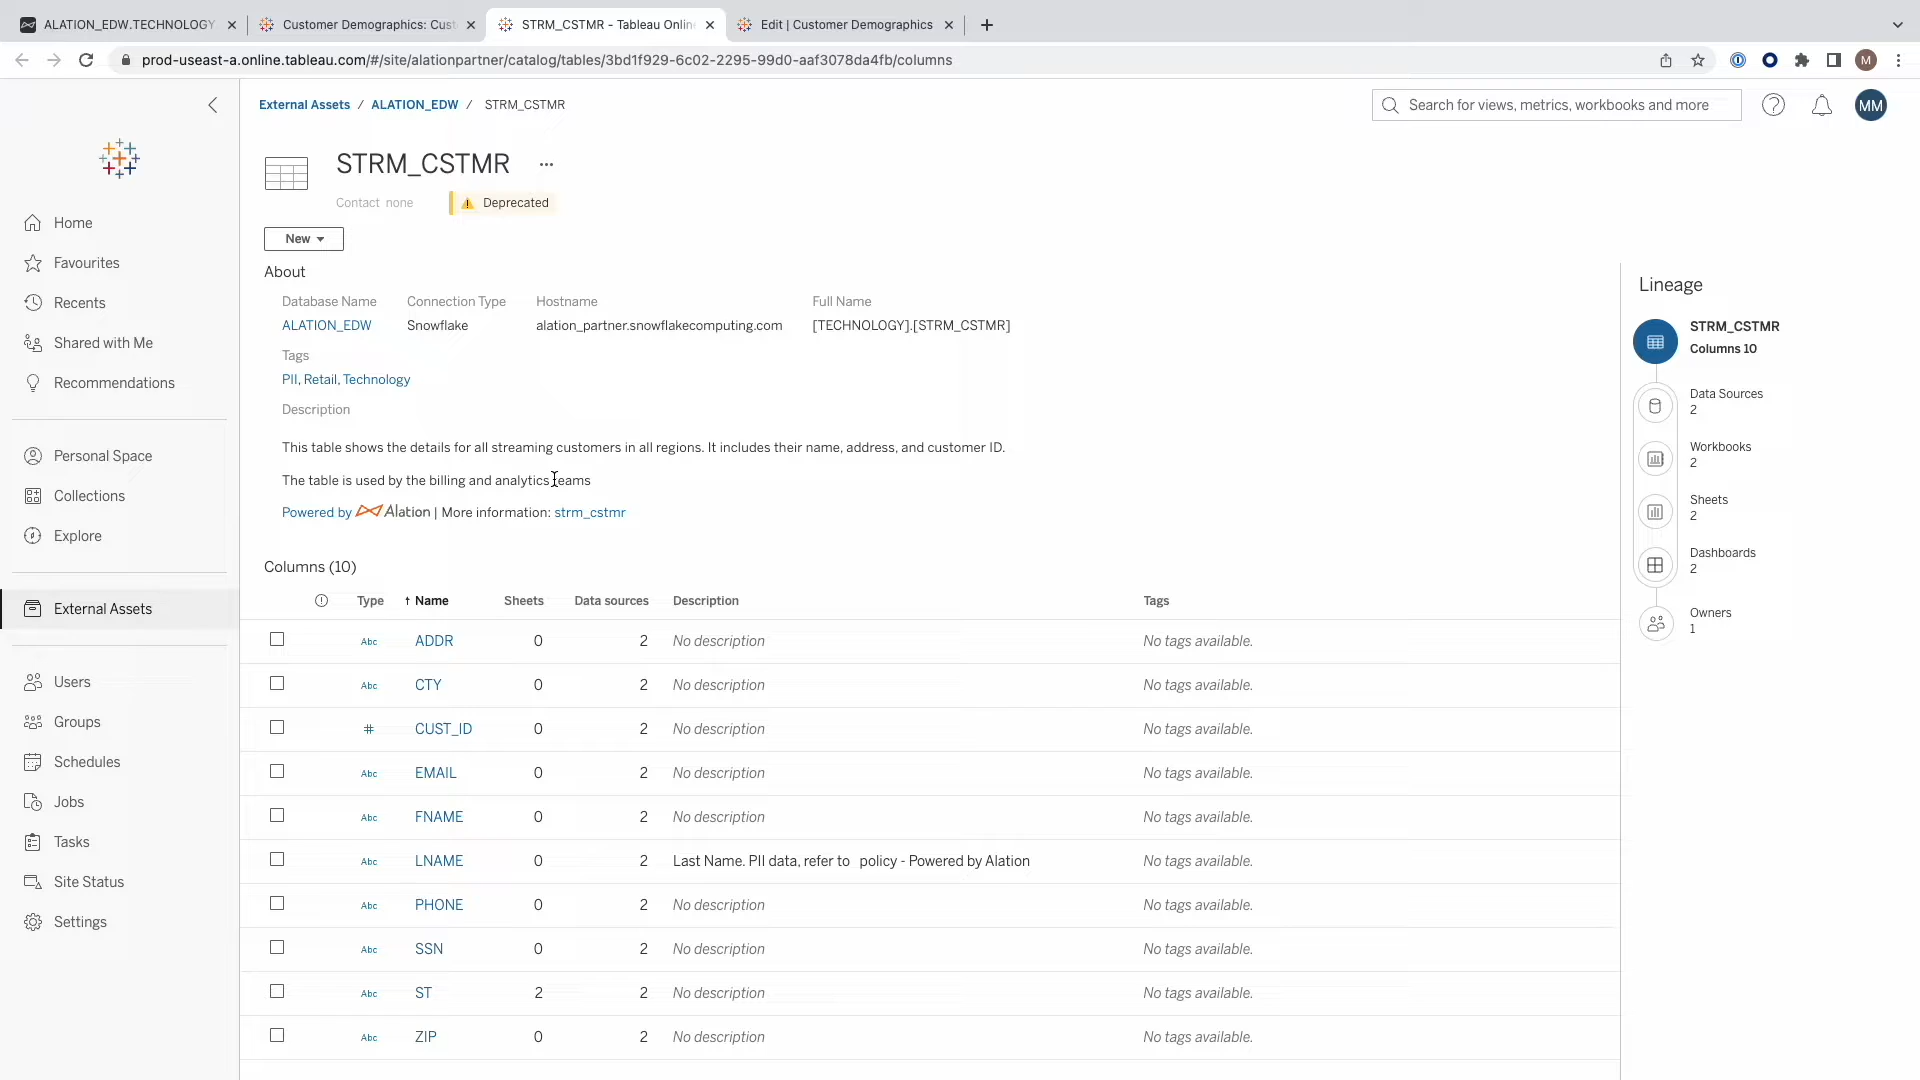 ALATION_EDW.TECHNOLOGY
Customer Demographics: Cust
STRM_CSTMR - Tableau Onlin
Edit | Customer Demographics
prod-useast-a.online.tableau.com/#/site/alationpartner/catalog/tables/3bd1f929-6c02-2295-99d0-aaf3078da4fb/columns
M
External Assets / ALATION_EDW / STRM_CSTMR
Search for views, metrics, workbooks and more
MM
STRM_CSTMR
Contact none
Deprecated
New
Home
Favourites
Recents
Shared with Me
Recommendations
Personal Space
Collections
Explore
External Assets
Users
Groups
Schedules
Jobs
Tasks
Site Status
Settings
About
Database Name Connection Type Hostname Full Name
ALATION_EDW Snowflake alation_partner.snowflakecomputing.com [TECHNOLOGY].[STRM_CSTMR]
Tags
PII, Retail, Technology
Description
This table shows the details for all streaming customers in all regions. It includes their name, address, and customer ID.
The table is used by the billing and analytics teams
Powered by Alation | More information: strm_cstmr
Columns (10)
Type ↑ Name Sheets Data sources Description Tags
Abc ADDR 0 2 No description No tags available.
Abc CTY 0 2 No description No tags available.
# CUST_ID 0 2 No description No tags available.
Abc EMAIL 0 2 No description No tags available.
Abc FNAME 0 2 No description No tags available.
Abc LNAME 0 2 Last Name. PII data, refer to policy - Powered by Alation No tags available.
Abc PHONE 0 2 No description No tags available.
Abc SSN 0 2 No description No tags available.
Abc ST 2 2 No description No tags available.
Abc ZIP 0 2 No description No tags available.
Lineage
STRM_CSTMR
Columns 10
Data Sources
2
Workbooks
2
Sheets
2
Dashboards
2
Owners
1